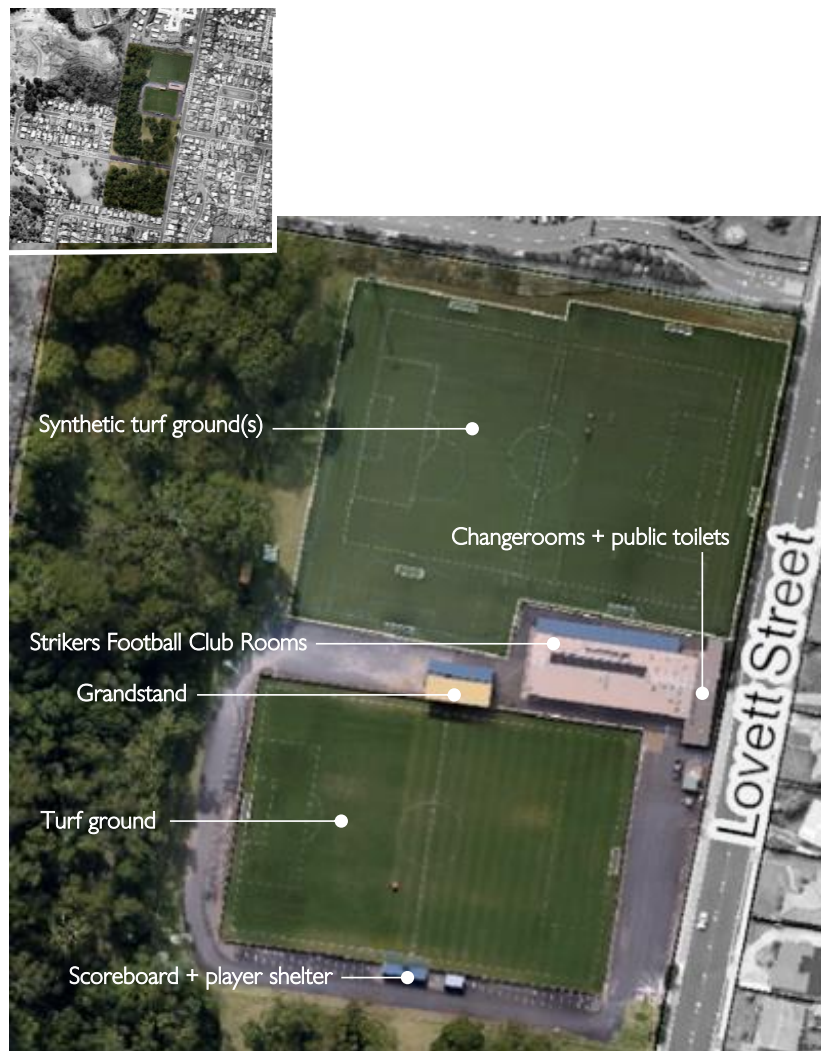 Synthetic turf ground(s)
Changerooms + public toilets
Strikers Football Club Rooms
Grandstand
Turf ground
Scoreboard + player shelter
Lovett Street